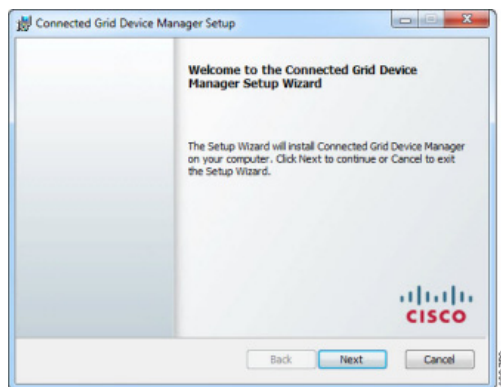 Connected Grid Device Manager Setup
Welcome to the Connected Grid Device
Manager Setup Wizard
The Setup Wizard will install Connected Grid Device Manager
on your computer. Click Next to continue or Cancel to exit
the Setup Wizard.
CISCO
Back Next Cancel